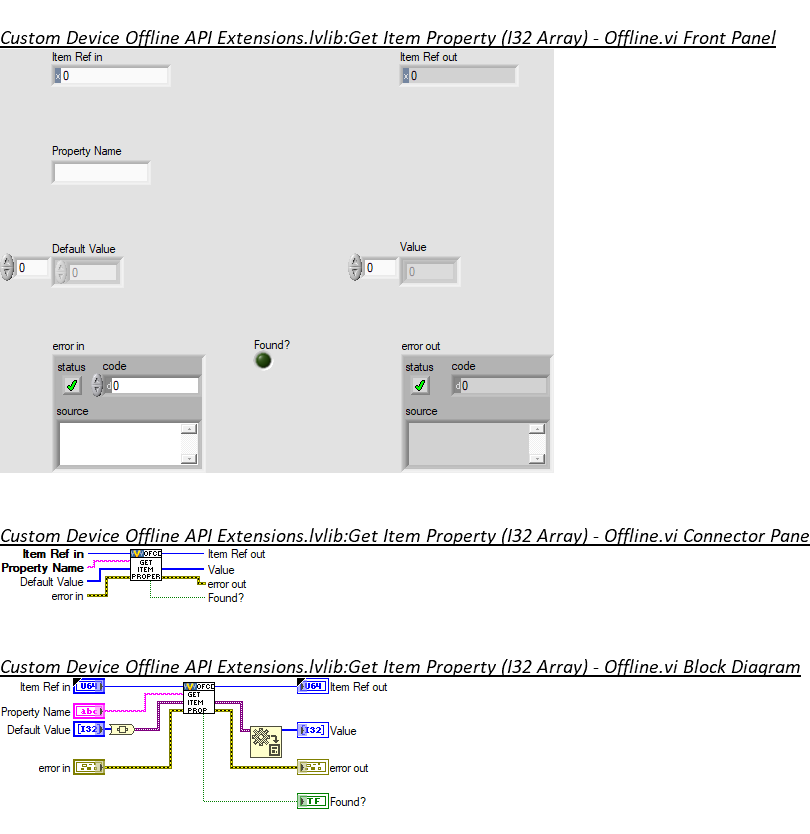 Custom Device Offline API Extensions.lvlib:Get Item Property (I32 Array) - Offline.vi Front Panel
Item Ref in
Item Ref out
x 0
x 0
Property Name
Default Value
Value
0
0
0
0
error in
Found?
error out
status
code
status
code
d 0
d 0
source
source
Custom Device Offline API Extensions.lvlib:Get Item Property (I32 Array) - Offline.vi Connector Pane
Item Ref in
OFCD
Item Ref out
Property Name
GET
Default Value
ITEM
Value
error in
PROPER
error out
Found?
Custom Device Offline API Extensions.lvlib:Get Item Property (I32 Array) - Offline.vi Block Diagram
Item Ref in
U64
OFCD
U64
Item Ref out
Property Name
abc
GET
Default Value
[I32]
ITEM
[I32]
Value
PROP
error in
error out
TF
Found?